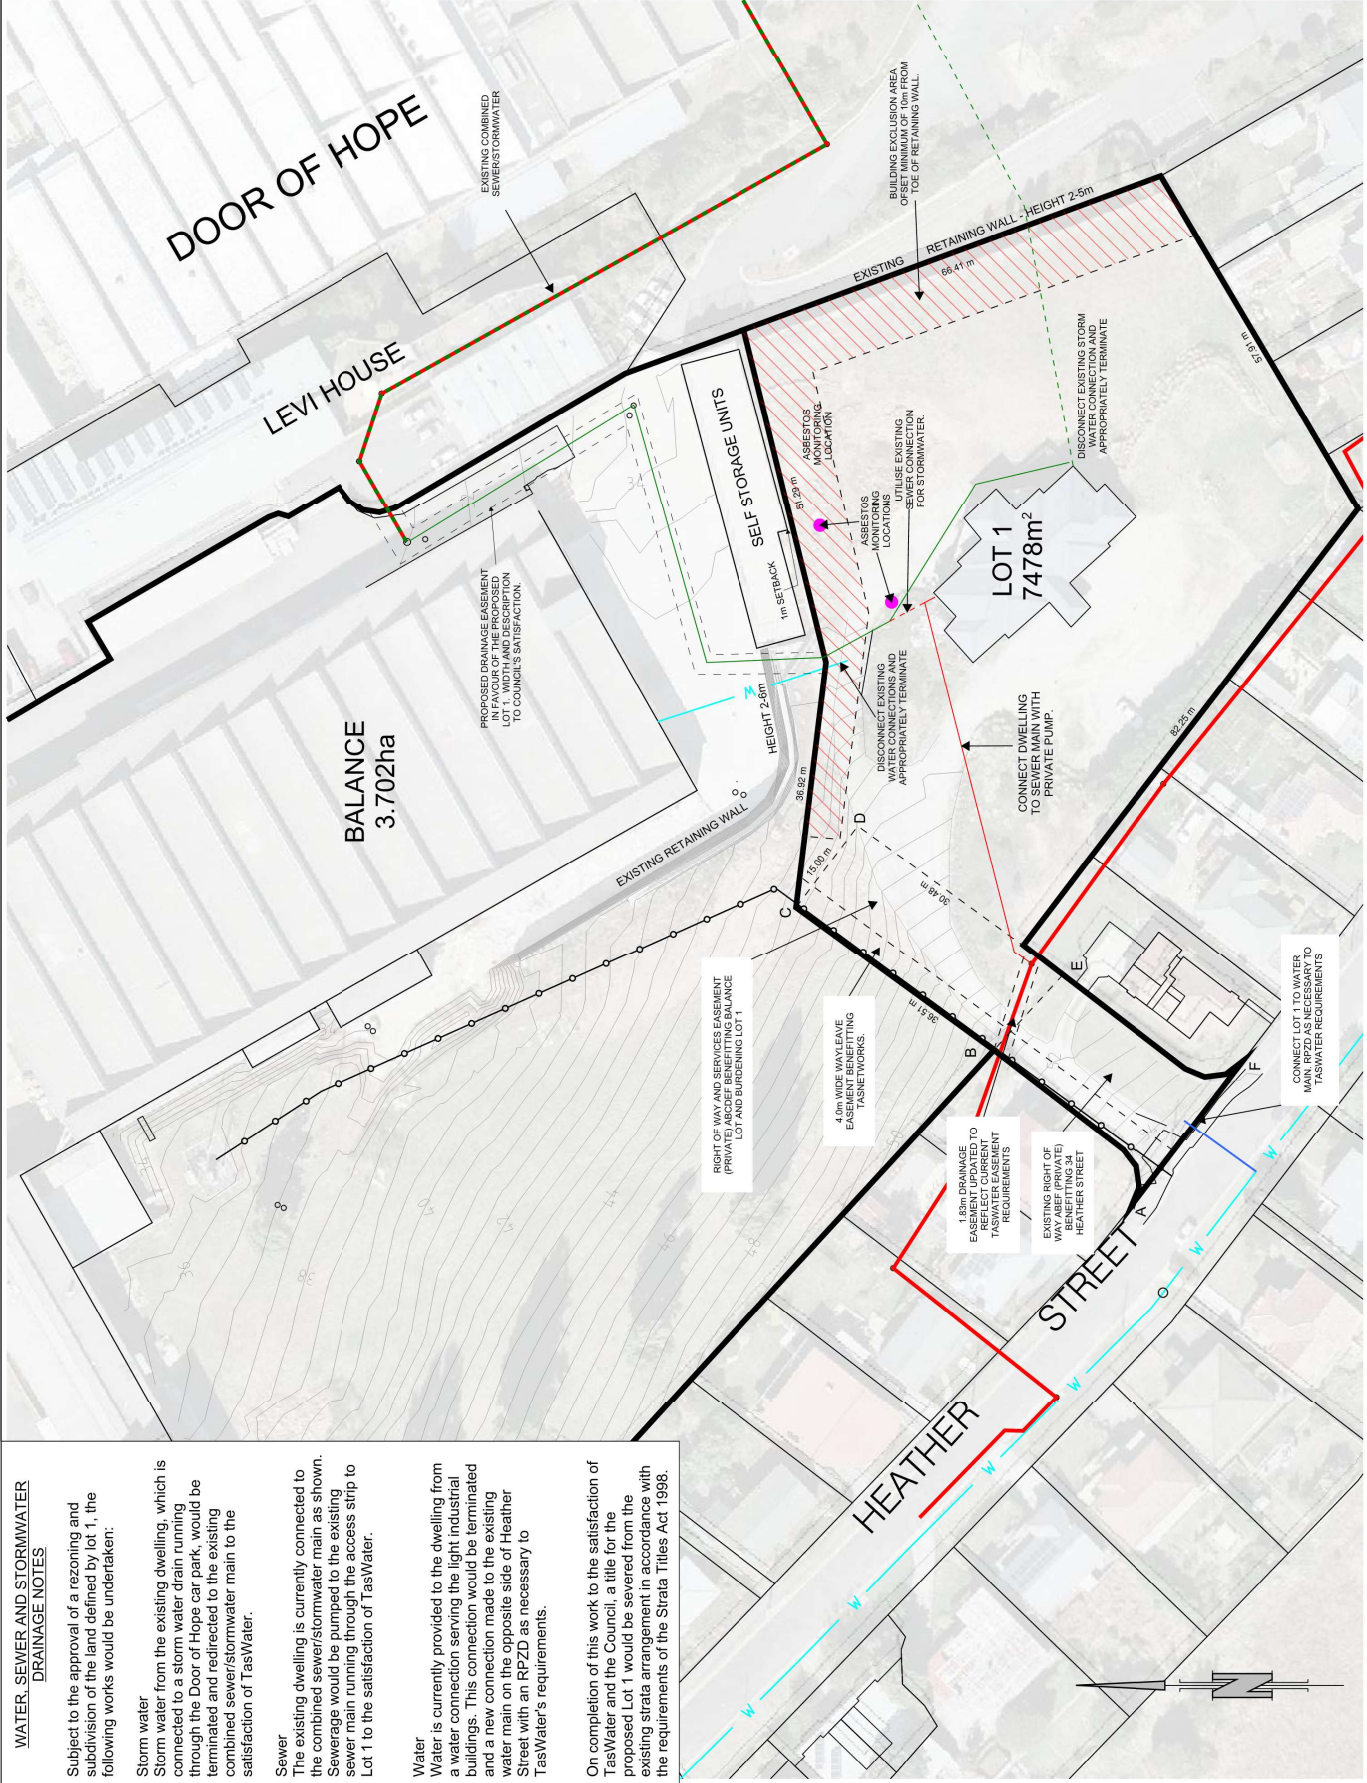 WATER, SEWER AND STORMWATER
DRAINAGE NOTES
Subject to the approval of a rezoning and
subdivision of the land defined by lot 1, the
following works would be undertaken:
Storm water
Storm water from the existing dwelling, which is
connected to a storm water drain running
through the Door of Hope car park, would be
terminated and redirected to the existing
combined sewer/stormwater main to the
satisfaction of TasWater.
Sewer
The existing dwelling is currently connected to
the combined sewer/stormwater main as shown.
Sewerage would be pumped to the existing
sewer main running through the access strip to
Lot 1 to the satisfaction of TasWater.
Water
Water is currently provided to the dwelling from
a water connection serving the light industrial
buildings. This connection would be terminated
and a new connection made to the existing
water main on the opposite side of Heather
Street with an RPZD as necessary to
TasWater's requirements.
On completion of this work to the satisfaction of
TasWater and the Council, a title for the
proposed Lot 1 would be severed from the
existing strata arrangement in accordance with
the requirements of the Strata Titles Act 1998.
DOOR OF HOPE
LEVI HOUSE
EXISTING COMBINED
SEWER/STORMWATER
BUILDING EXCLUSION AREA
OFSET MINIMUM OF 10m FROM
TOE OF RETAINING WALL.
EXISTING RETAINING WALL - HEIGHT 2-5m
66.41 m
57.91 m
SELF STORAGE UNITS
1m SETBACK
51.29 m
ASBESTOS
MONITORING
LOCATION
ASBESTOS
MONITORING
LOCATIONS
UTILISE EXISTING
SEWER CONNECTION
FOR STORMWATER.
DISCONNECT EXISTING STORM
WATER CONNECTION AND
APPROPRIATELY TERMINATE
LOT 1
7478m²
PROPOSED DRAINAGE EASEMENT
IN FAVOUR OF THE PROPOSED
LOT 1. WIDTH AND DESCRIPTION
TO COUNCIL'S SATISFACTION.
BALANCE
3.702ha
W
HEIGHT 2-6m
EXISTING RETAINING WALL
36.92 m
DISCONNECT EXISTING
WATER CONNECTIONS AND
APPROPRIATELY TERMINATE
CONNECT DWELLING
TO SEWER MAIN WITH
PRIVATE PUMP.
82.25 m
C
15.00 m
D
30.48 m
36.51 m
B
E
F
A
RIGHT OF WAY AND SERVICES EASEMENT
(PRIVATE) ABCDEF BENEFITTING BALANCE
LOT AND BURDENING LOT 1
4.0m WIDE WAYLEAVE
EASEMENT BENEFITTING
TASNETWORKS.
1.83m DRAINAGE
EASEMENT UPDATED TO
REFLECT CURRENT
TASWATER EASEMENT
REQUIREMENTS
EXISTING RIGHT OF
WAY ABEF (PRIVATE)
BENEFITTING 34
HEATHER STREET
CONNECT LOT 1 TO WATER
MAIN. RPZD AS NECESSARY TO
TASWATER REQUIREMENTS
HEATHER STREET
W
W
W
W
W
W
36
38
44
46
48
N